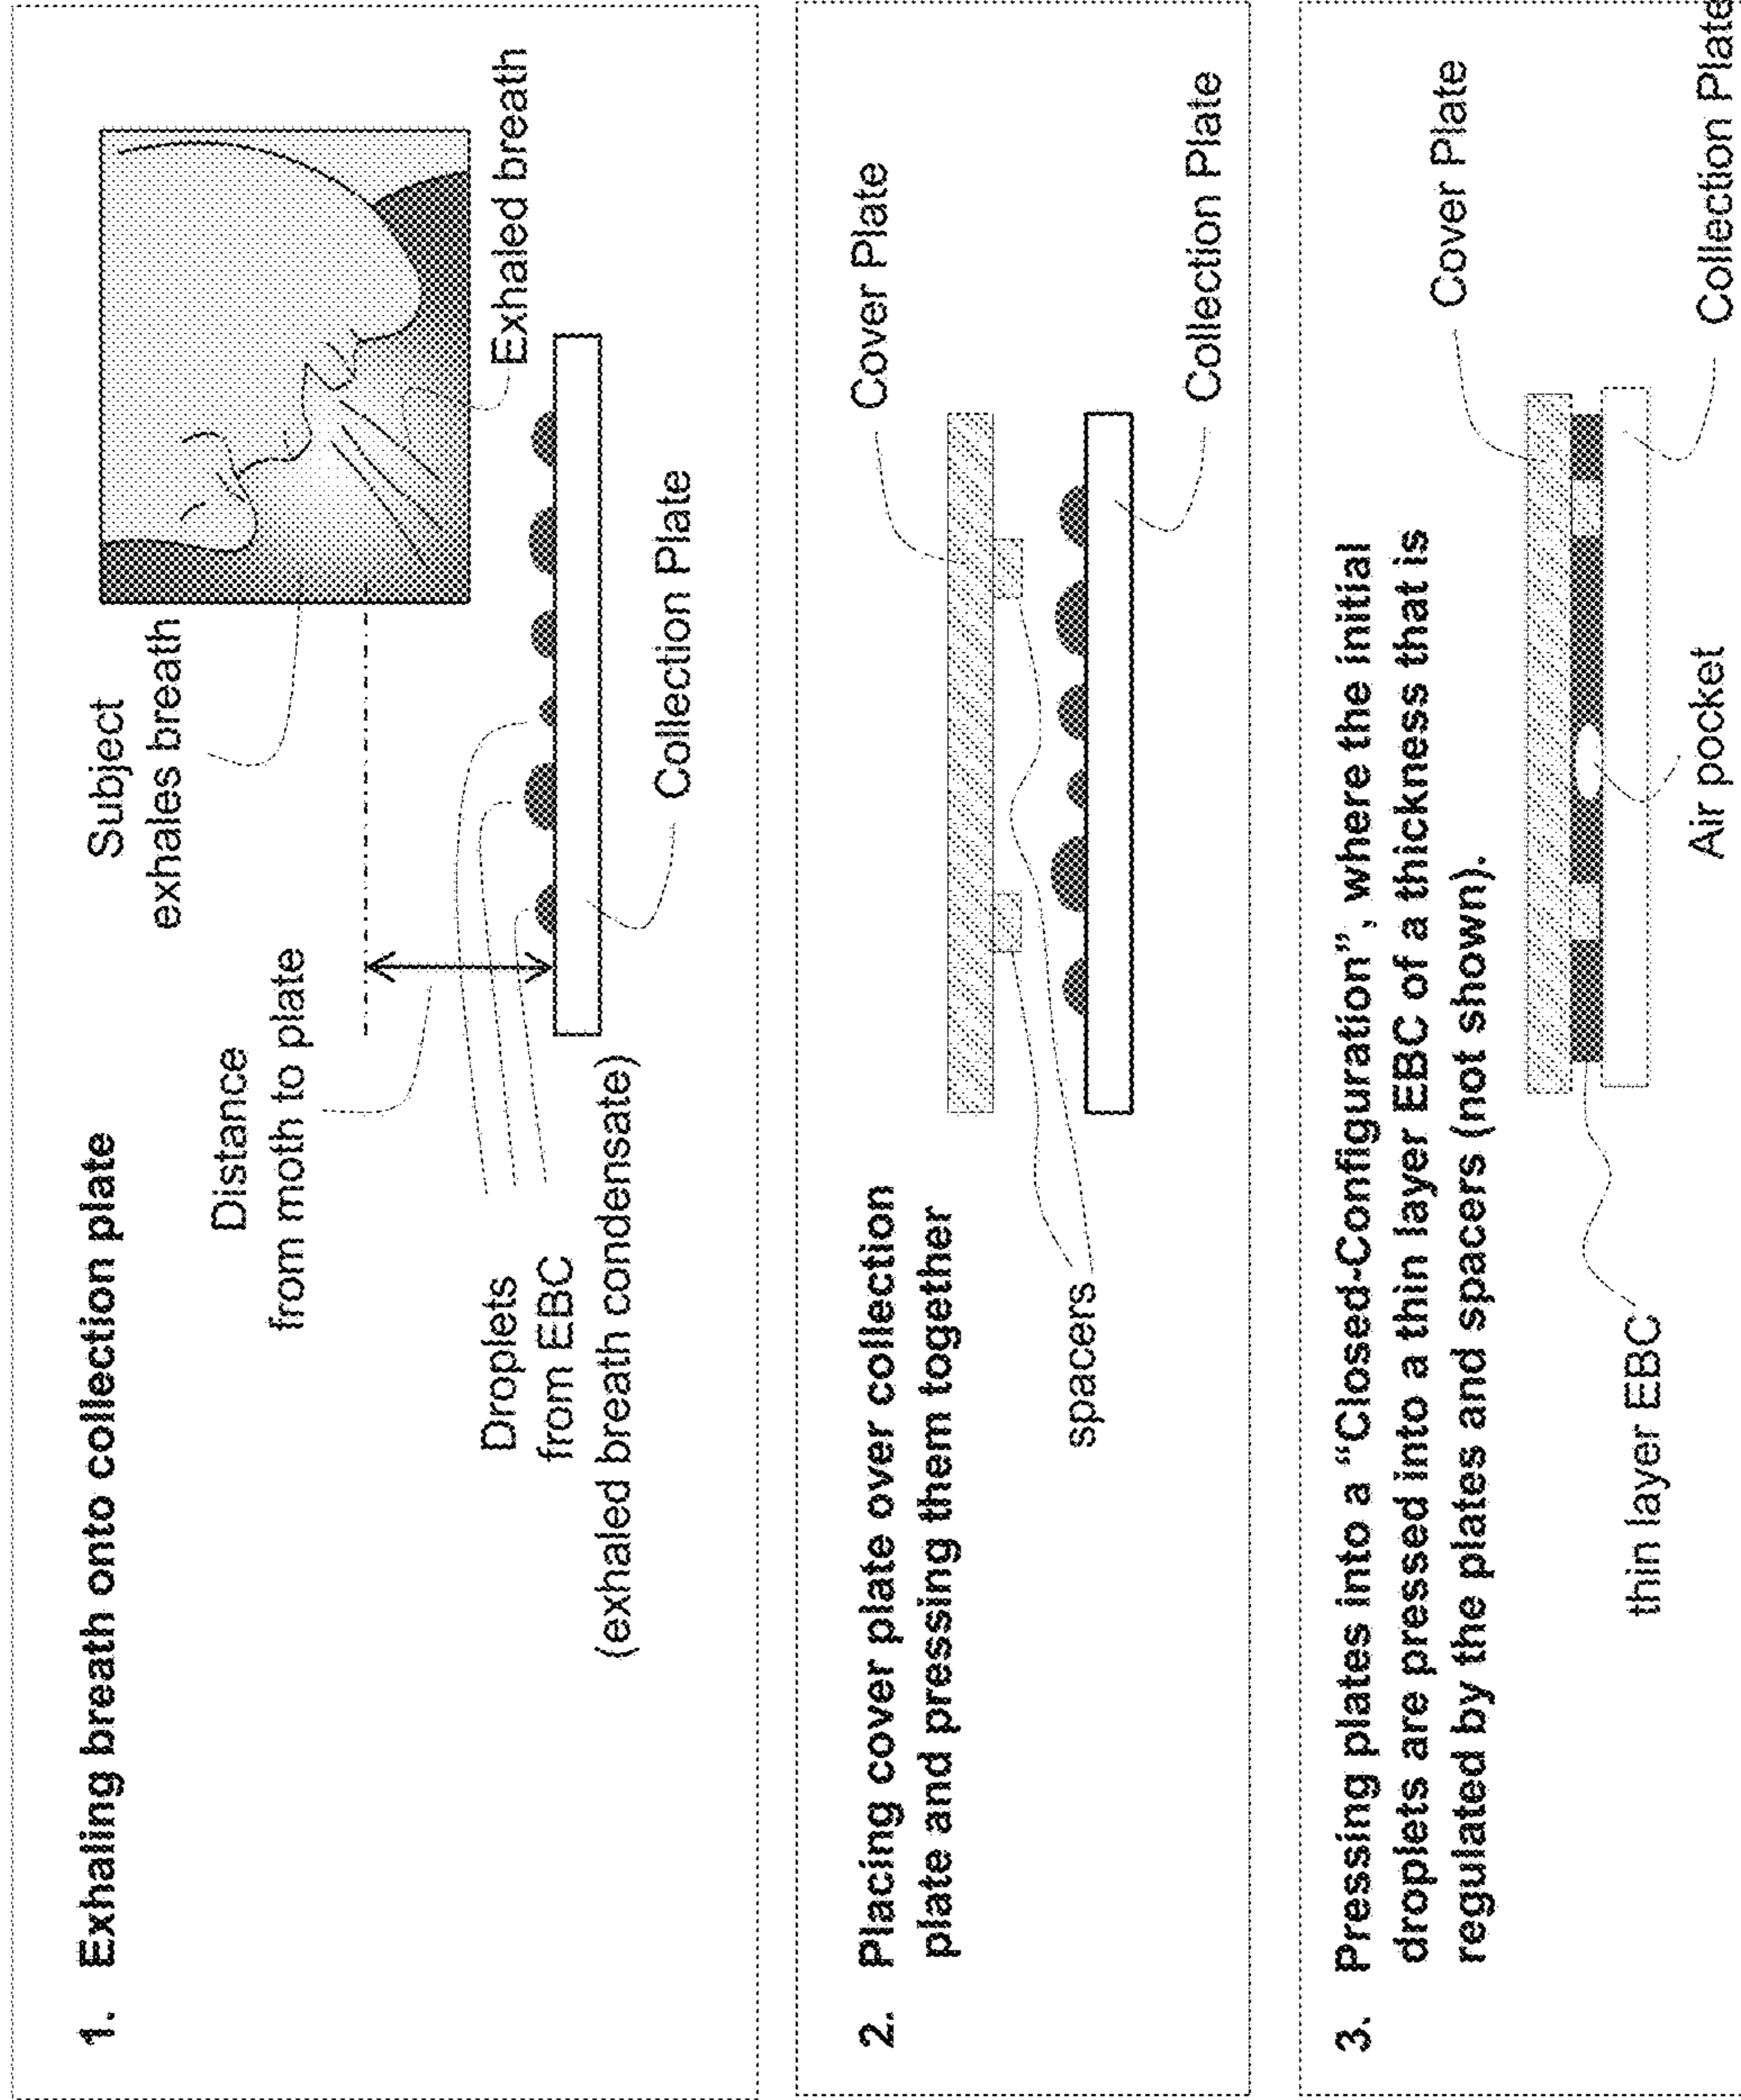 1. Exhaling breath onto collection plate
Subject
exhales breath
Distance
from moth to plate
Exhaled breath
Droplets
from EBC
(exhaled breath condensate)
Collection Plate
2. Placing cover plate over collection
plate and pressing them together
Cover Plate
spacers
Collection Plate
3. Pressing plates into a “Closed-Configuration”, where the initial
droplets are pressed into a thin layer EBC of a thickness that is
regulated by the plates and spacers (not shown).
Cover Plate
thin layer EBC
Air pocket
Collection Plate